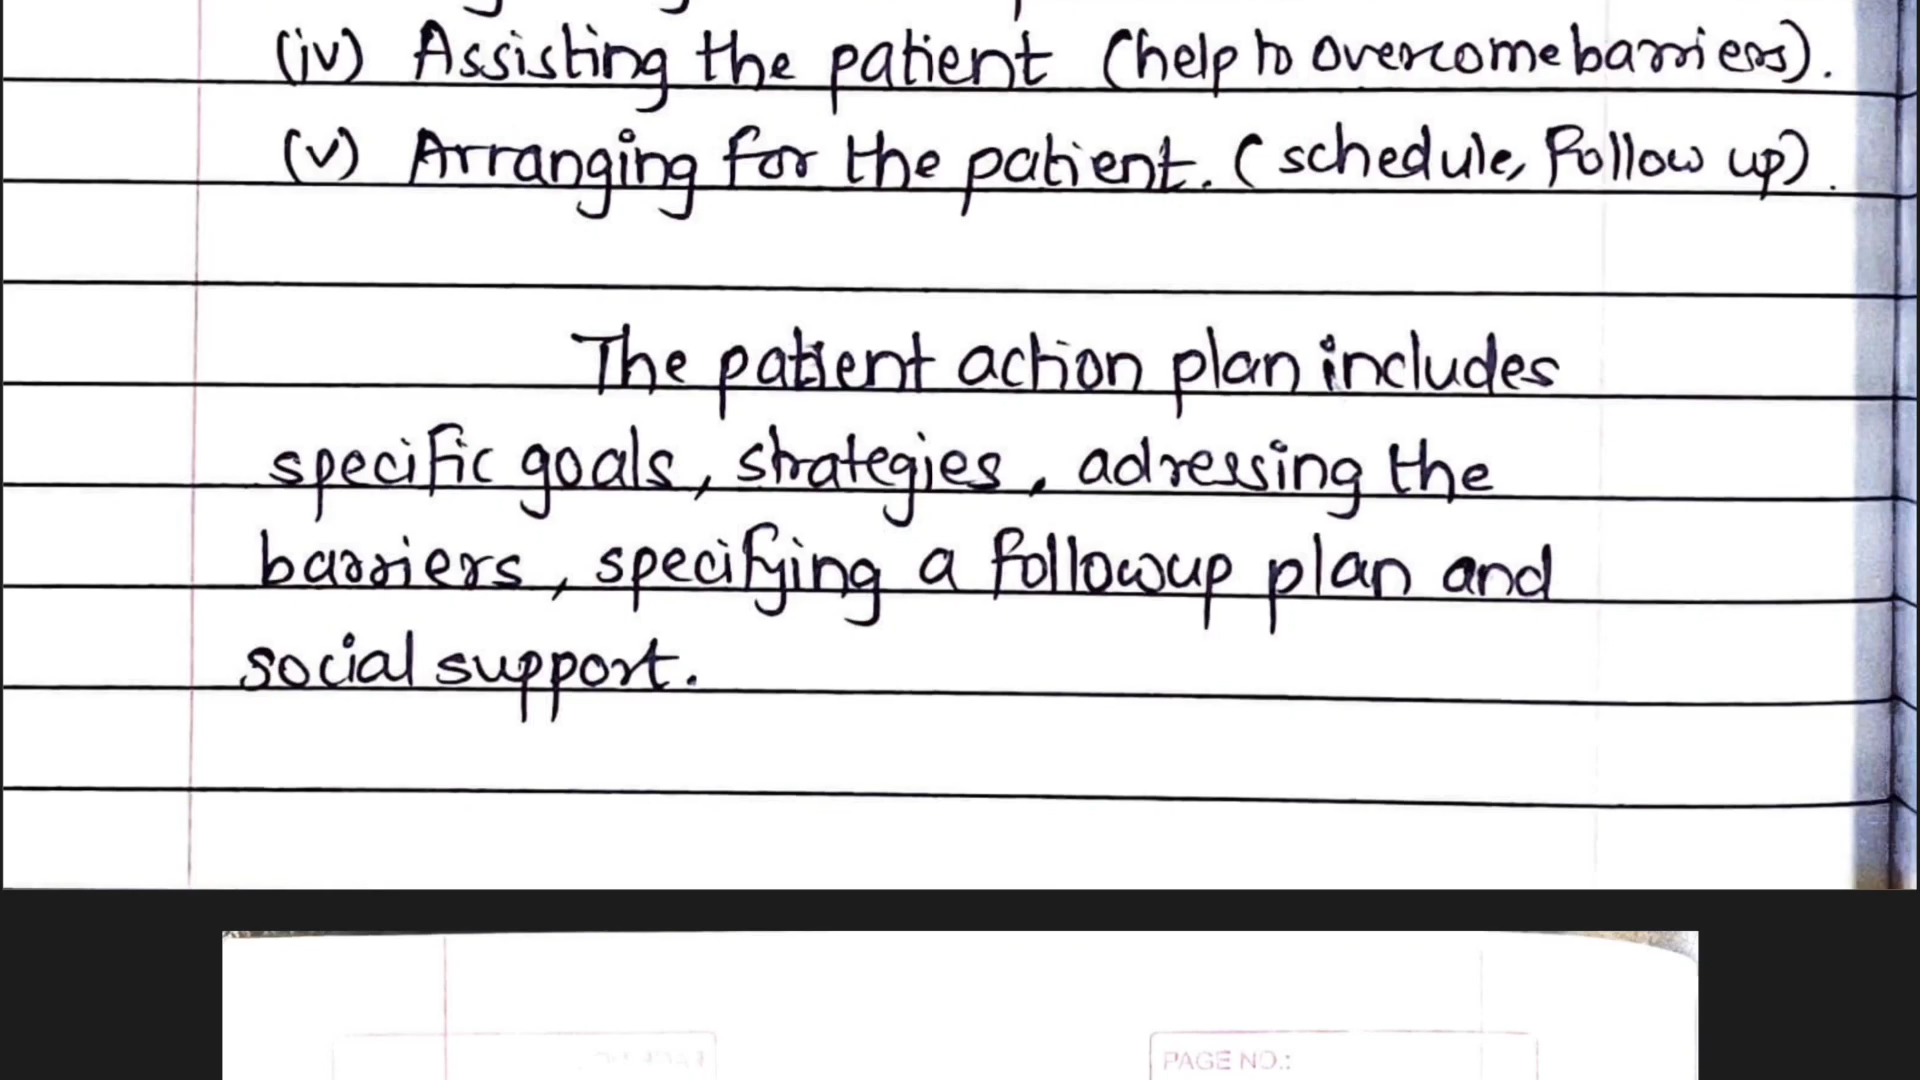 (iv) Assisting the patient (help to overcome barriers).
(v) Arranging for the patient. (schedule, follow up).
The patient action plan includes
specific goals, strategies, adressing the
barriers, specifying a followup plan and
social support.
PAGE NO.: